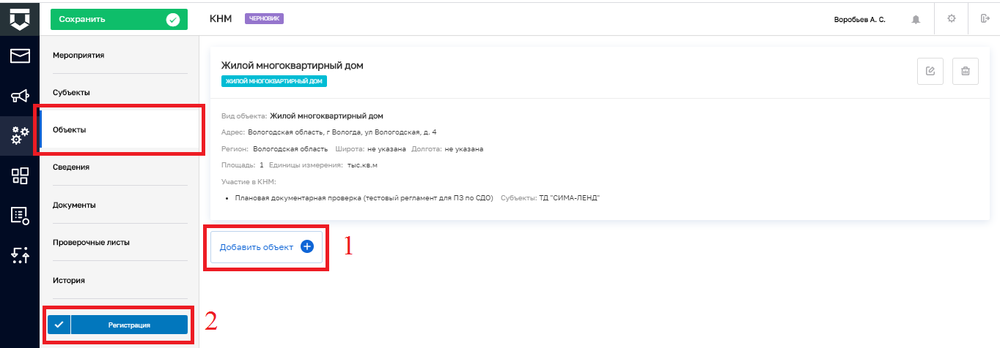 Сохранить
КНМ ЧЕРНОВИК
Воробьев А. С.
Мероприятия
Субъекты
Объекты
Сведения
Документы
Проверочные листы
История
Регистрация
2
Жилой многоквартирный дом
ЖИЛОЙ МНОГОКВАРТИРНЫЙ ДОМ
Вид объекта: Жилой многоквартирный дом
Адрес: Вологодская область, г Вологда, ул Вологодская, д. 4
Регион: Вологодская область Широта: не указана Долгота: не указана
Площадь: 1 Единицы измерения: тыс.кв.м
Участие в КНМ:
• Плановая документарная проверка (тестовый регламент для ПЗ по СДО) Субъекты: ТД "СИМА-ЛЕНД"
Добавить объект
1